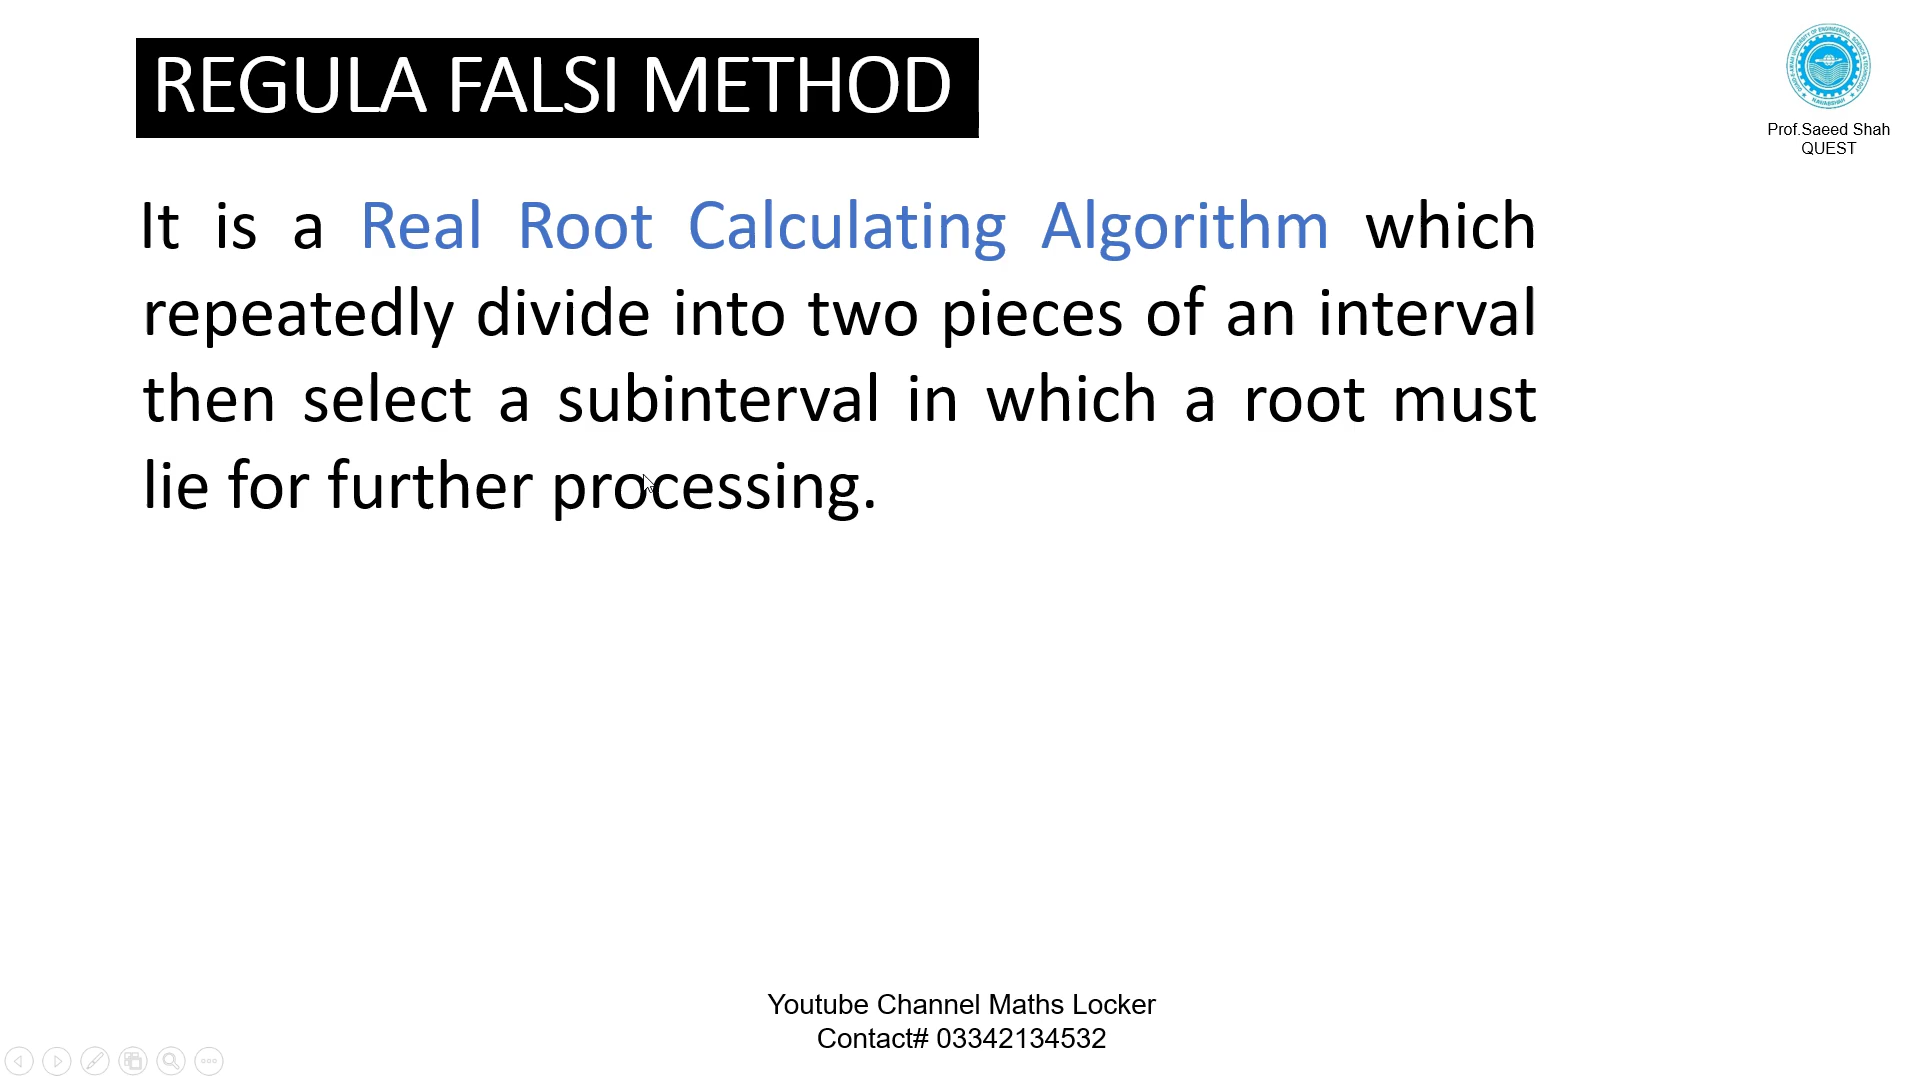 REGULA FALSI METHOD
Prof.Saeed Shah
QUEST
It is a Real Root Calculating Algorithm which
repeatedly divide into two pieces of an interval
then select a subinterval in which a root must
lie for further processing.
Youtube Channel Maths Locker
Contact# 03342134532